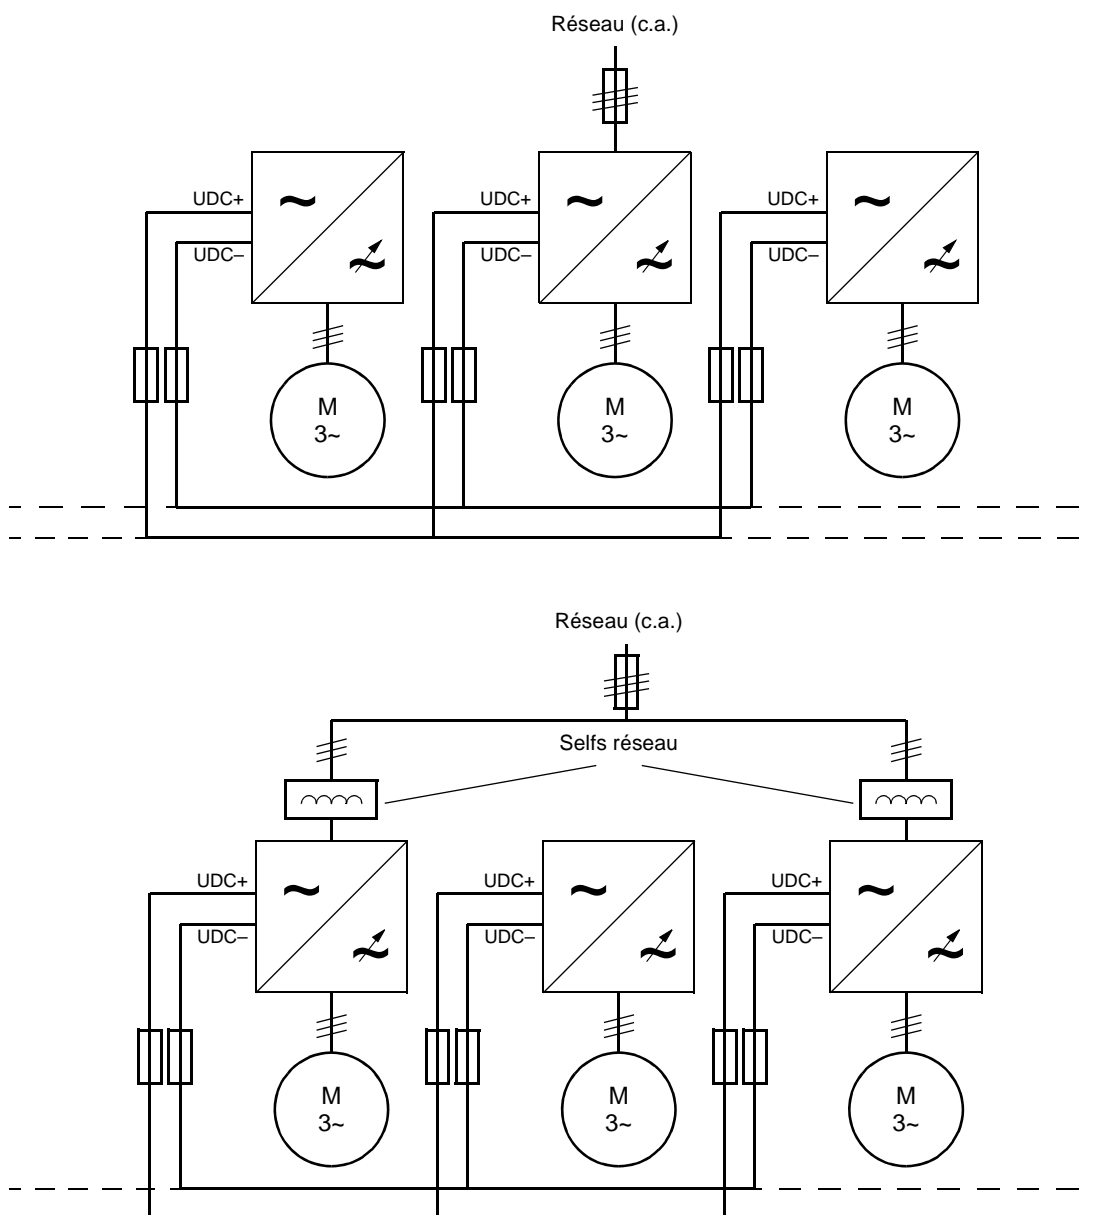 Réseau (c.a.)
UDC+
UDC+
UDC+
UDC–
UDC–
UDC–
M
3~
M
3~
M
3~
Réseau (c.a.)
Selfs réseau
UDC+
UDC+
UDC+
UDC–
UDC–
UDC–
M
3~
M
3~
M
3~